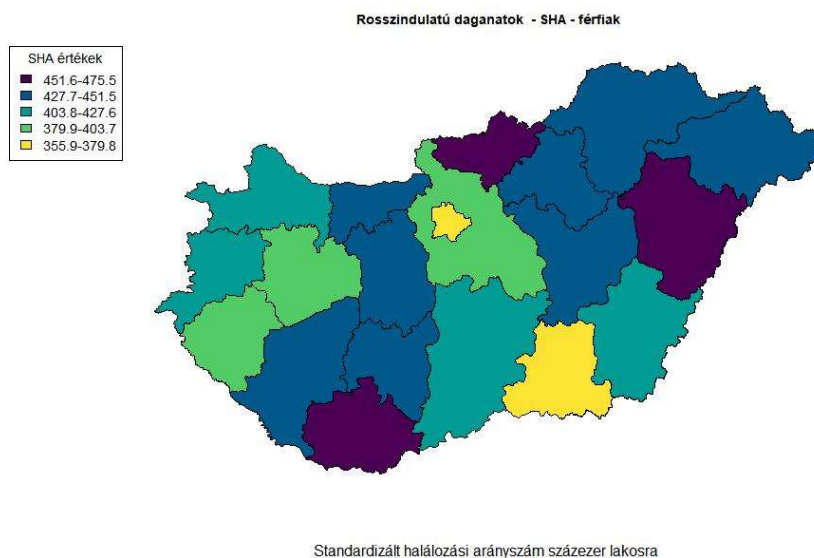 Rosszindulatú daganatok - SHA - férfiak
SHA értékek
451.6-475.5
427.7-451.5
403.8-427.6
379.9-403.7
355.9-379.8
Standardizált halálozási arányszám százezer lakosra